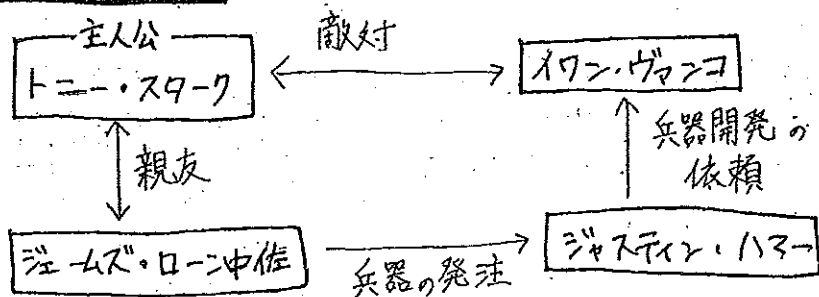 主人公
トニー・スターク
敵対
イワン・ヴァンコ
親友
兵器開発の
依頼
ジェームズ・ローン中佐
兵器の発注
ジャスティン・ハマー